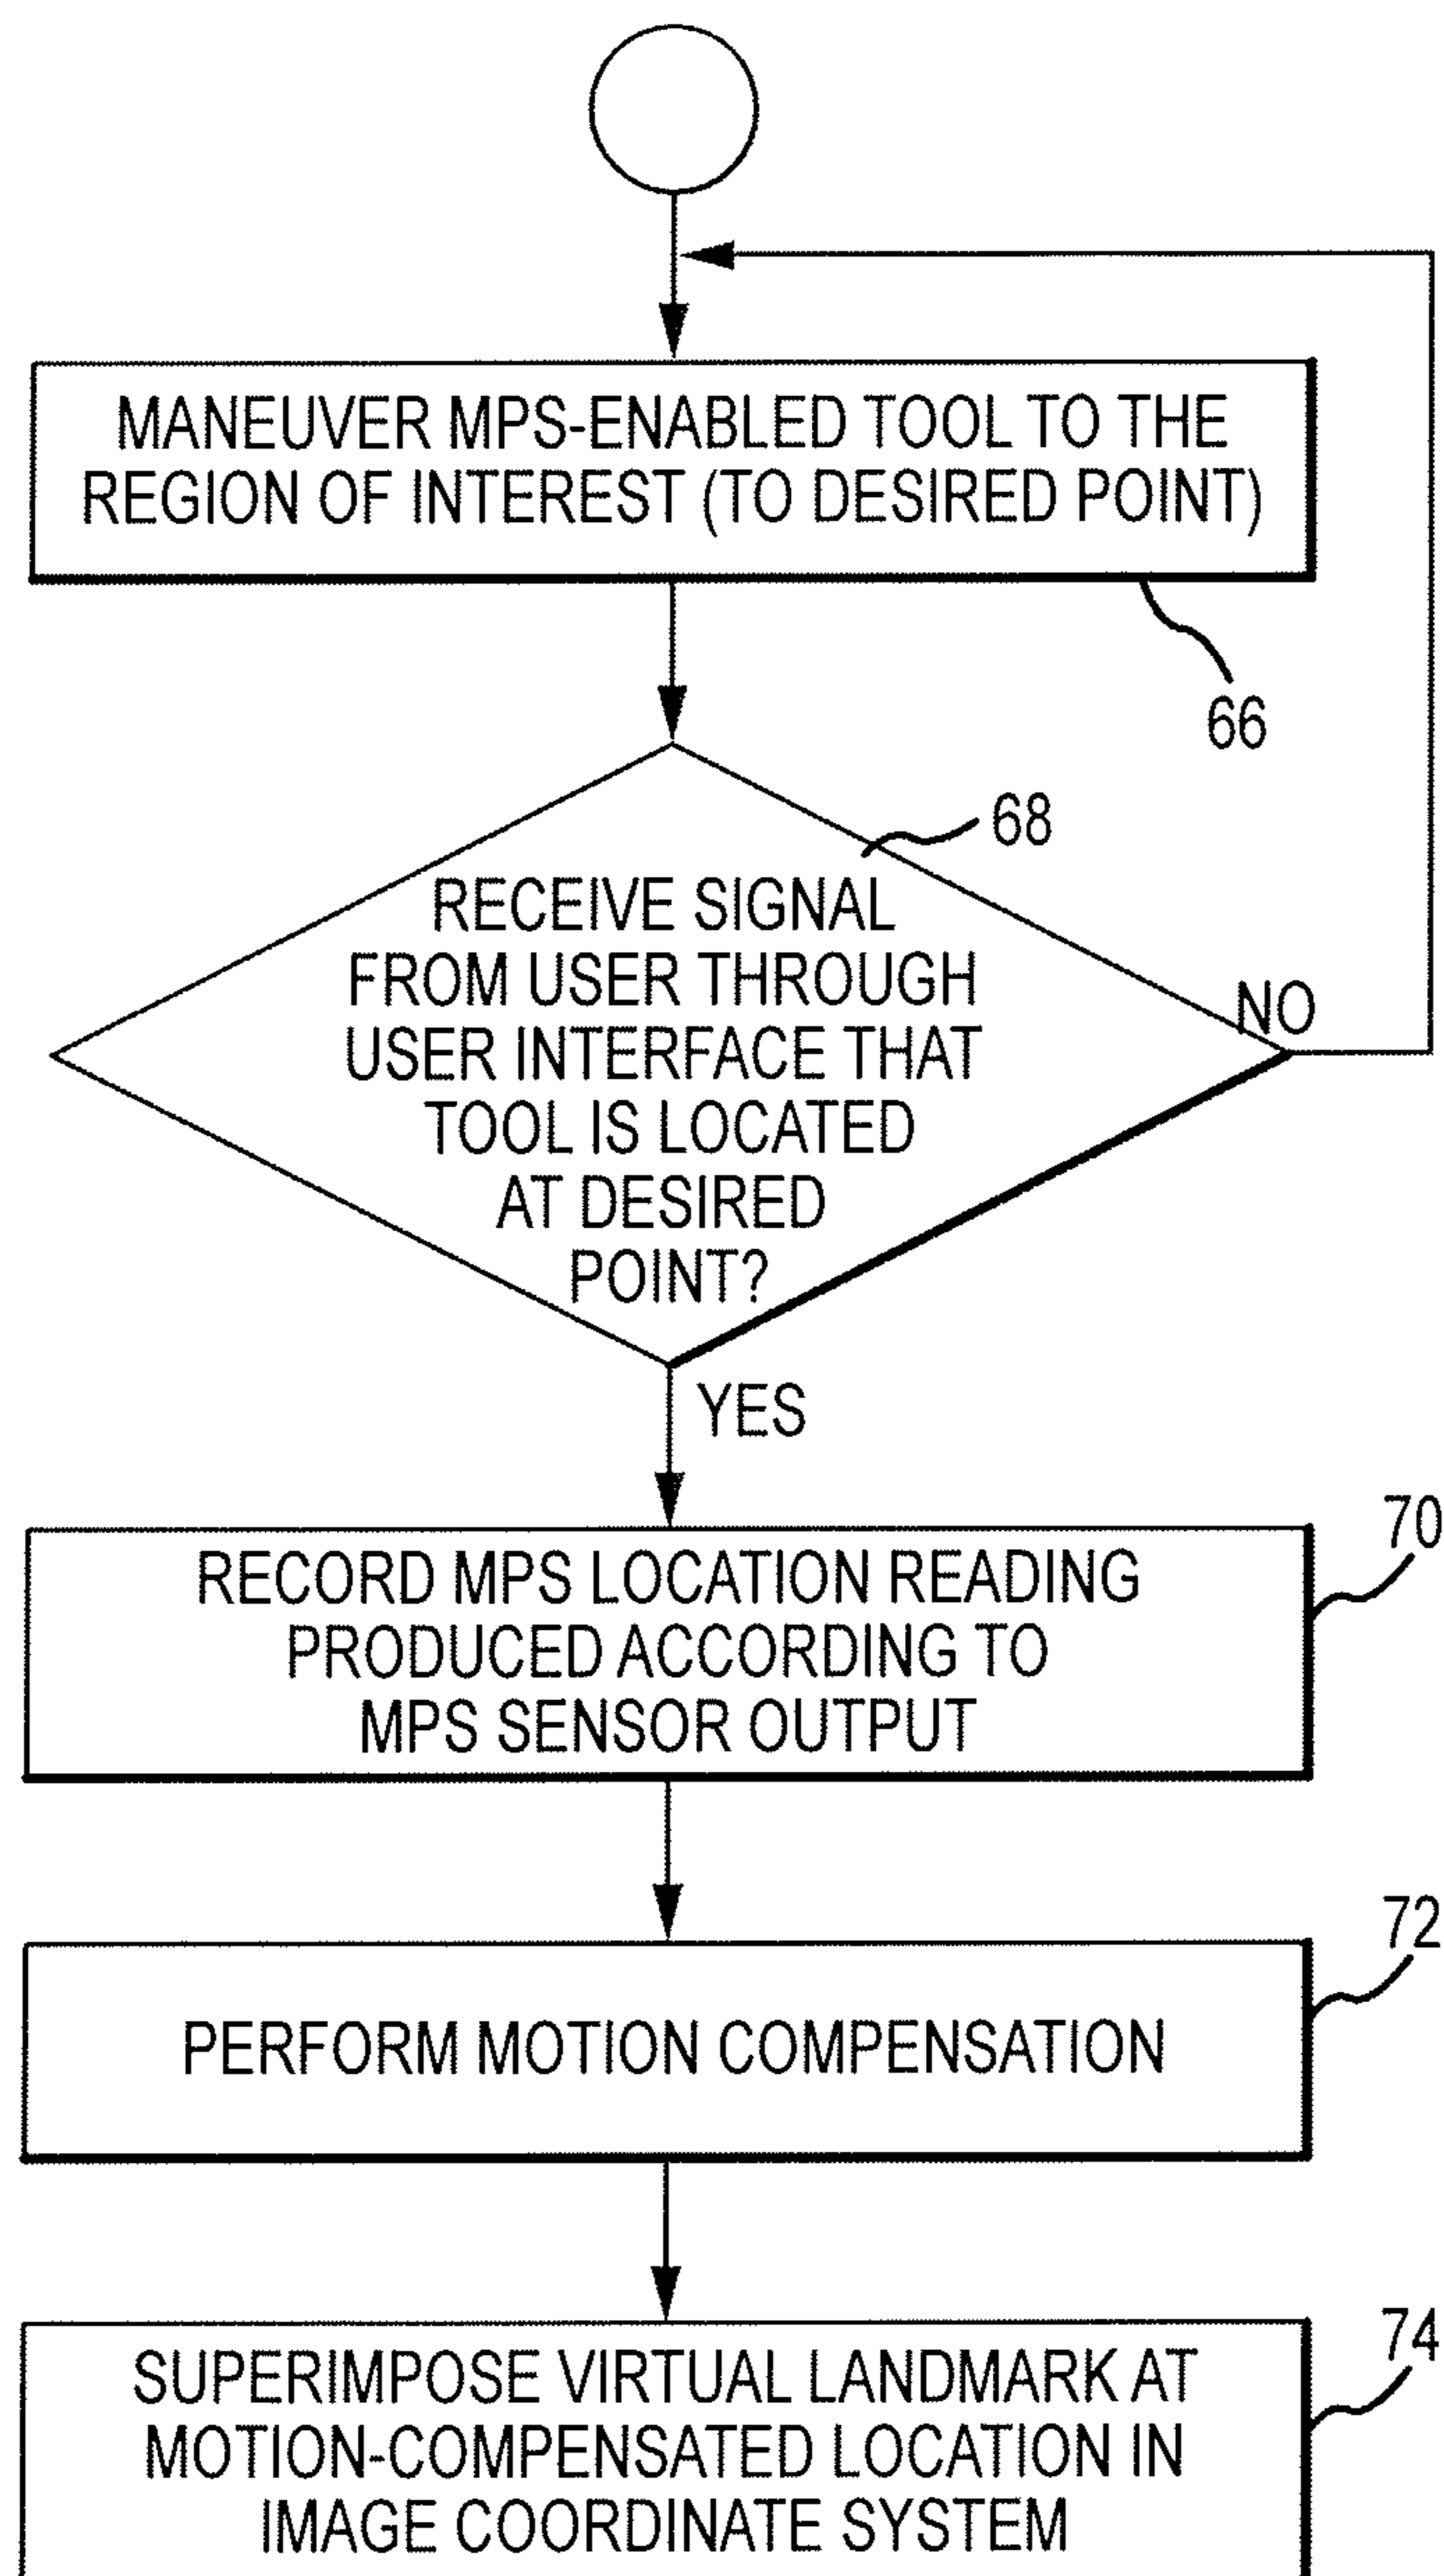 MANEUVER MPS-ENABLED TOOL TO THE
REGION OF INTEREST (TO DESIRED POINT)
66
68
RECEIVE SIGNAL
FROM USER THROUGH
USER INTERFACE THAT
TOOL IS LOCATED
AT DESIRED
POINT?
NO
YES
70
RECORD MPS LOCATION READING
PRODUCED ACCORDING TO
MPS SENSOR OUTPUT
72
PERFORM MOTION COMPENSATION
74
SUPERIMPOSE VIRTUAL LANDMARK AT
MOTION-COMPENSATED LOCATION IN
IMAGE COORDINATE SYSTEM